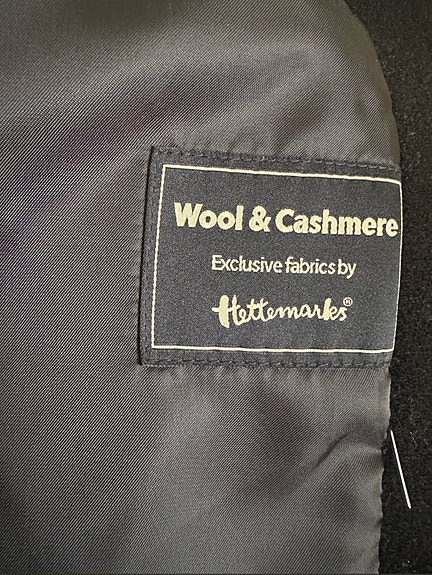 Wool & Cashmere
Exclusive fabrics by
Hettemarks®